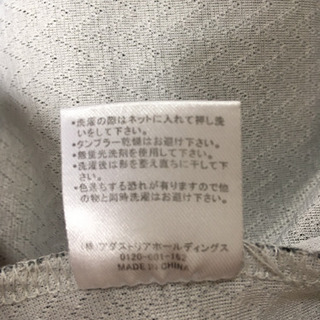 •洗濯の際はネットに入れて押し洗
いをして下さい。
•タンブラー乾燥はお避け下さい。
•無蛍光洗剤を使用して下さい。
•洗濯後は形を整え直ちに干して下
さい。
•色落ちする恐れが有りますので他
の物と同時洗濯はお避け下さい。
(株)アダストリアホールディングス
0120-601-162
MADE IN CHINA